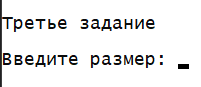 Третье задание
Введите размер: